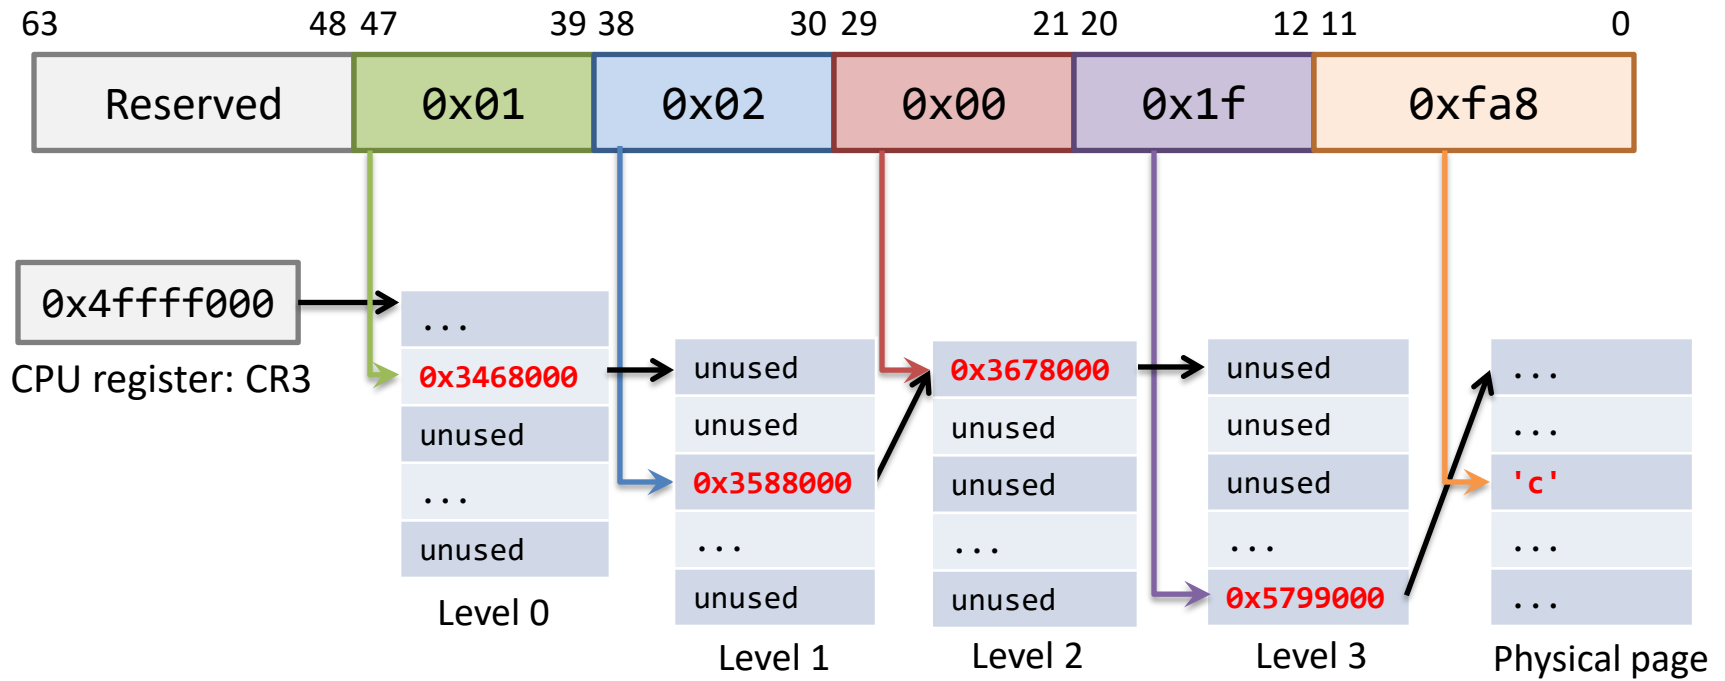 63 48 47 39 38 30 29 21 20 12 11 0
Reserved 0x01 0x02 0x00 0x1f 0xfa8
0x4ffff000
CPU register: CR3
...
0x3468000
unused
...
unused
Level 0
unused
unused
0x3588000
...
unused
Level 1
0x3678000
unused
unused
...
unused
Level 2
unused
unused
unused
...
0x5799000
Level 3
...
...
'c'
...
...
Physical page